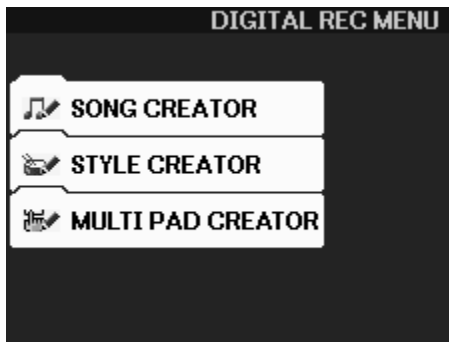 DIGITAL REC MENU
SONG CREATOR
STYLE CREATOR
MULTI PAD CREATOR